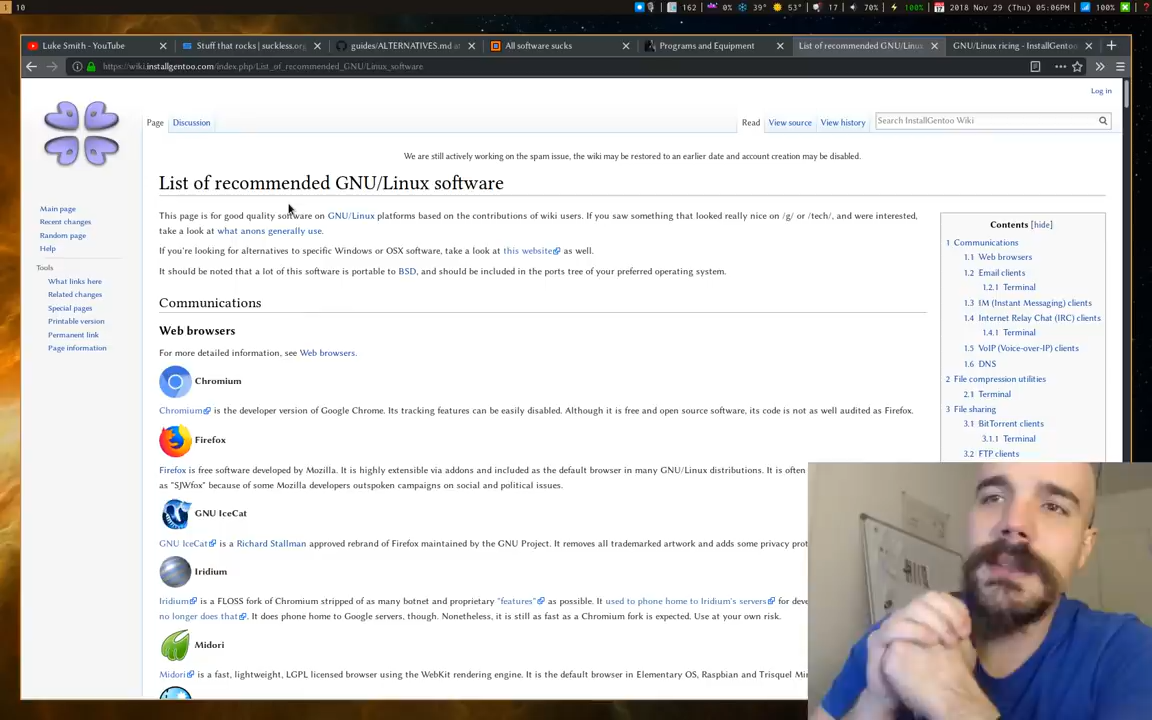 1 10
162 0% 39° 53° 17 70% 100% 2018 Nov 29 (Thu) 05:06PM 100%
Luke Smith - YouTube
Stuff that rocks | suckless.org
guides/ALTERNATIVES.md at
All software sucks
Programs and Equipment
List of recommended GNU/Linux
GNU/Linux ricing - InstallGentoo
https://wiki.installgentoo.com/index.php/List_of_recommended_GNU/Linux_software
Log in
Page Discussion Read View source View history Search InstallGentoo Wiki
We are still actively working on the spam issue, the wiki may be restored to an earlier date and account creation may be disabled.
List of recommended GNU/Linux software
Main page
Recent changes
Random page
Help
Tools
What links here
Related changes
Special pages
Printable version
Permanent link
Page information
This page is for good quality software on GNU/Linux platforms based on the contributions of wiki users. If you saw something that looked really nice on /g/ or /tech/, and were interested,
take a look at what anons generally use.
If you're looking for alternatives to specific Windows or OSX software, take a look at this website as well.
It should be noted that a lot of this software is portable to BSD, and should be included in the ports tree of your preferred operating system.
Communications
Web browsers
For more detailed information, see Web browsers.
Chromium
Chromium is the developer version of Google Chrome. Its tracking features can be easily disabled. Although it is free and open source software, its code is not as well audited as Firefox.
Firefox
Firefox is free software developed by Mozilla. It is highly extensible via addons and included as the default browser in many GNU/Linux distributions. It is often
as "SJWfox" because of some Mozilla developers outspoken campaigns on social and political issues.
GNU IceCat
GNU IceCat is a Richard Stallman approved rebrand of Firefox maintained by the GNU Project. It removes all trademarked artwork and adds some privacy
Iridium
Iridium is a FLOSS fork of Chromium stripped of as many botnet and proprietary "features" as possible. It used to phone home to Iridium's servers for
no longer does that. It does phone home to Google servers, though. Nonetheless, it is still as fast as a Chromium fork is expected. Use at your own risk.
Midori
Midori is a fast, lightweight, LGPL licensed browser using the WebKit rendering engine. It is the default browser in Elementary OS, Raspbian and Trisquel
Contents [hide]
1 Communications
1.1 Web browsers
1.2 Email clients
1.2.1 Terminal
1.3 IM (Instant Messaging) clients
1.4 Internet Relay Chat (IRC) clients
1.4.1 Terminal
1.5 VoIP (Voice-over-IP) clients
1.6 DNS
2 File compression utilities
2.1 Terminal
3 File sharing
3.1 BitTorrent clients
3.1.1 Terminal
3.2 FTP clients